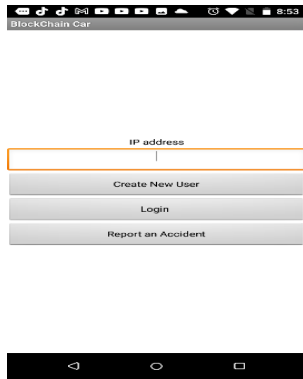 8:53
BlockChain Car
IP address
Create New User
Login
Report an Accident